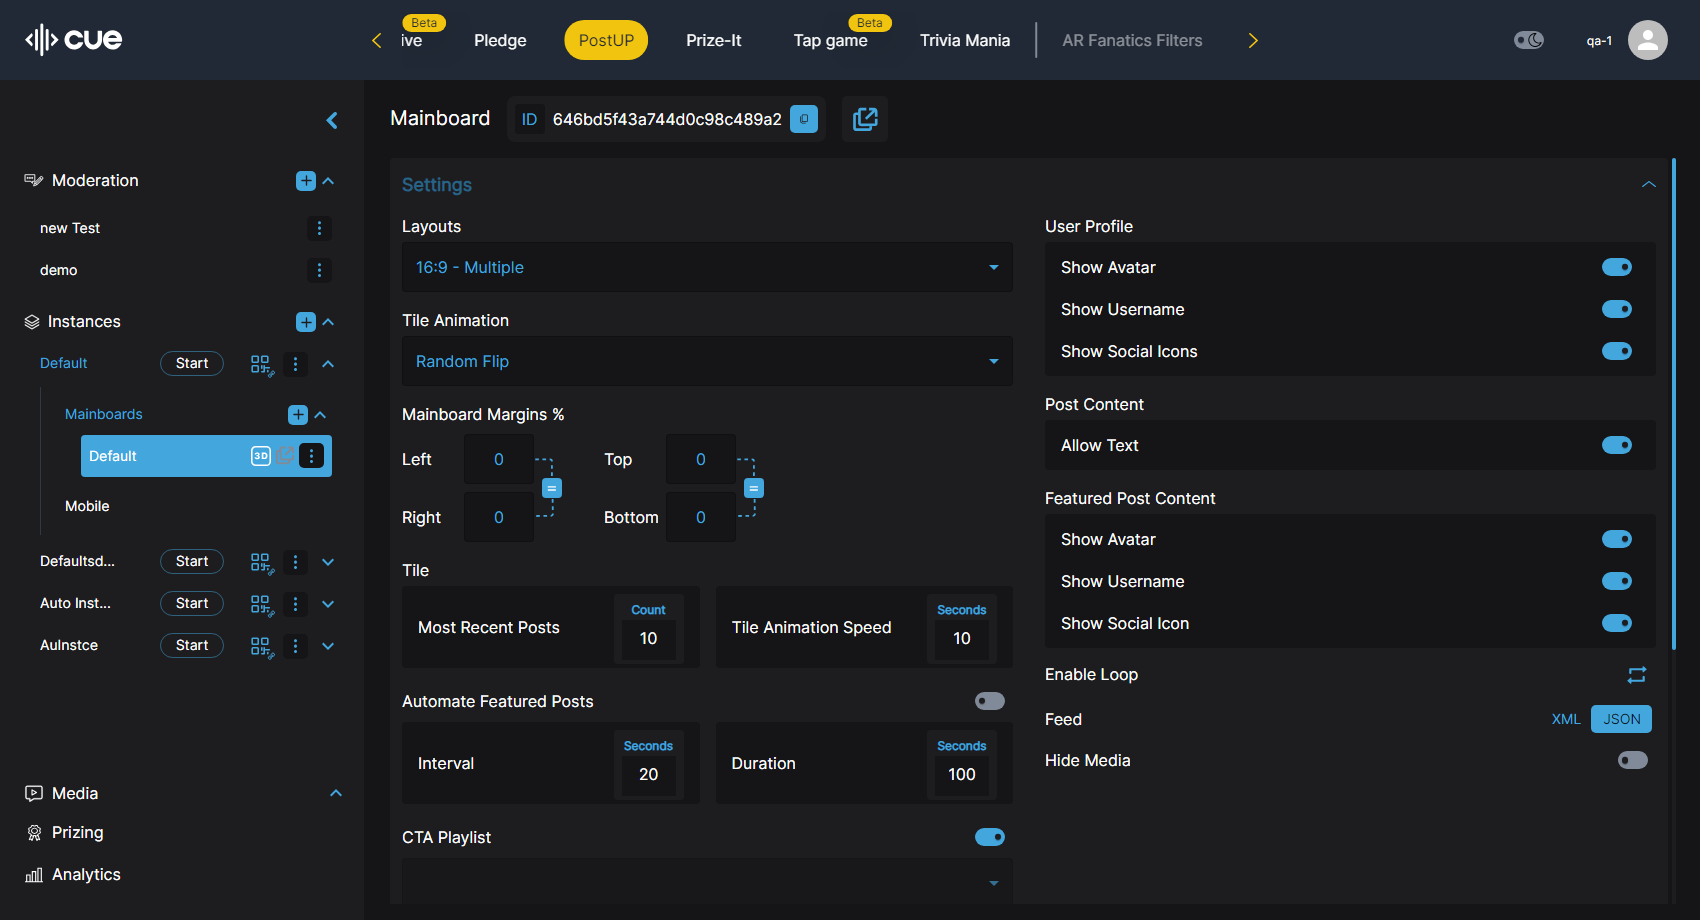 cue
Beta
ive
Pledge
PostUP
Prize-It
Beta
Tap game
Trivia Mania
AR Fanatics Filters
qa-1
Moderation
new Test
demo
Instances
Default
Start
Mainboards
Default
3D
Mobile
Defaultsd...
Start
Auto Inst...
Start
AuInstce
Start
Media
Prizing
Analytics
Mainboard
ID 646bd5f43a744d0c98c489a2
Settings
Layouts
16:9 - Multiple
Tile Animation
Random Flip
Mainboard Margins %
Left 0
Top 0
=
=
Right 0
Bottom 0
Tile
Most Recent Posts
Count
10
Tile Animation Speed
Seconds
10
Automate Featured Posts
Interval
Seconds
20
Duration
Seconds
100
CTA Playlist
User Profile
Show Avatar
Show Username
Show Social Icons
Post Content
Allow Text
Featured Post Content
Show Avatar
Show Username
Show Social Icon
Enable Loop
Feed
XML
JSON
Hide Media